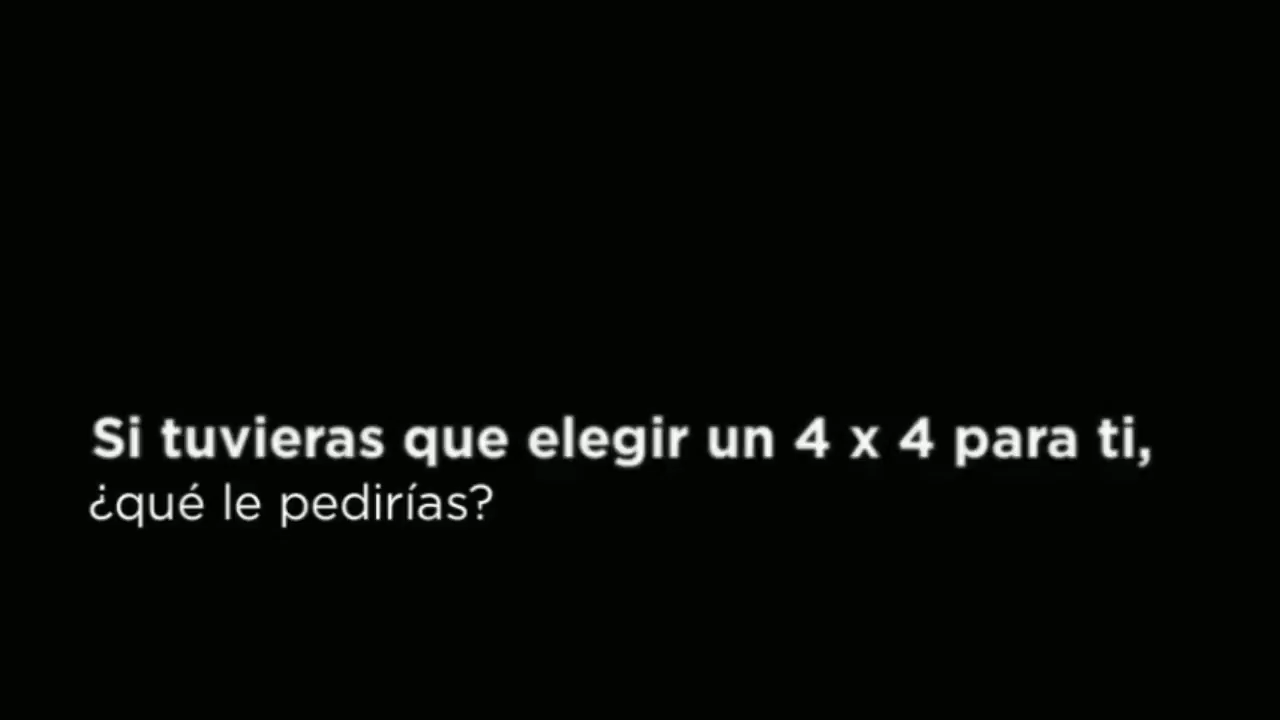 Si tuvieras que elegir un 4 x 4 para ti,
¿qué le pedirías?